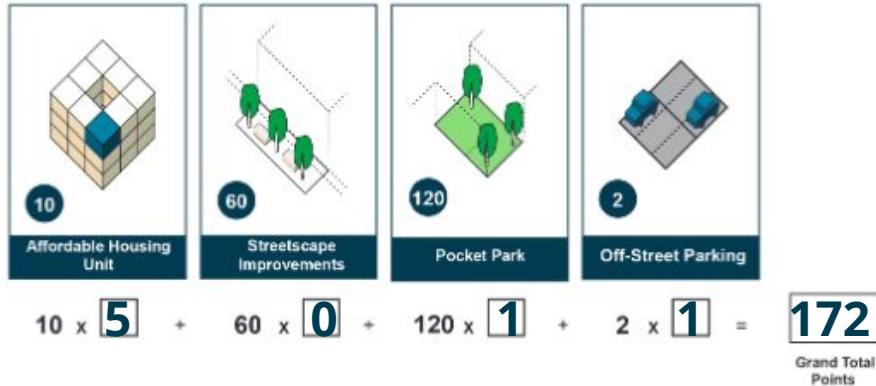 10
60
120
2
Affordable Housing
Unit
Streetscape
Improvements
Pocket Park
Off-Street Parking
10 x 5 + 60 x 0 + 120 x 1 + 2 x 1 = 172
Grand Total
Points